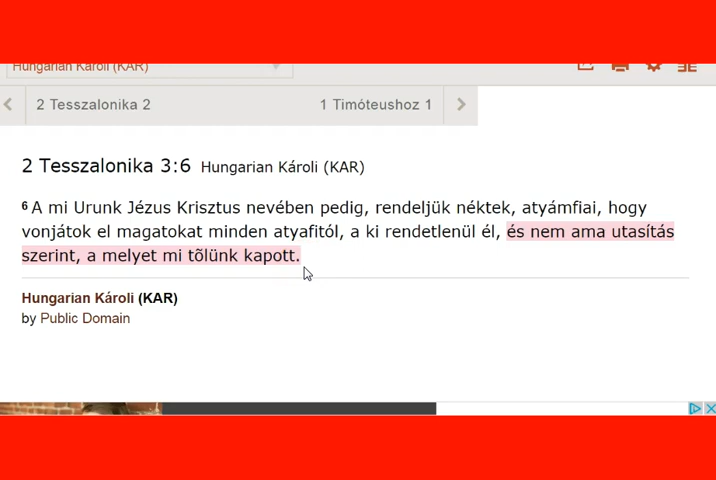 Hungarian Károli (KAR)
2 Tesszalonika 2
1 Timóteushoz 1
2 Tesszalonika 3:6 Hungarian Károli (KAR)
6 A mi Urunk Jézus Krisztus nevében pedig, rendeljük néktek, atyámfiai, hogy
vonjátok el magatokat minden atyafitól, a ki rendetlenül él, és nem ama utasítás
szerint, a melyet mi tõlünk kapott.
Hungarian Károli (KAR)
by Public Domain